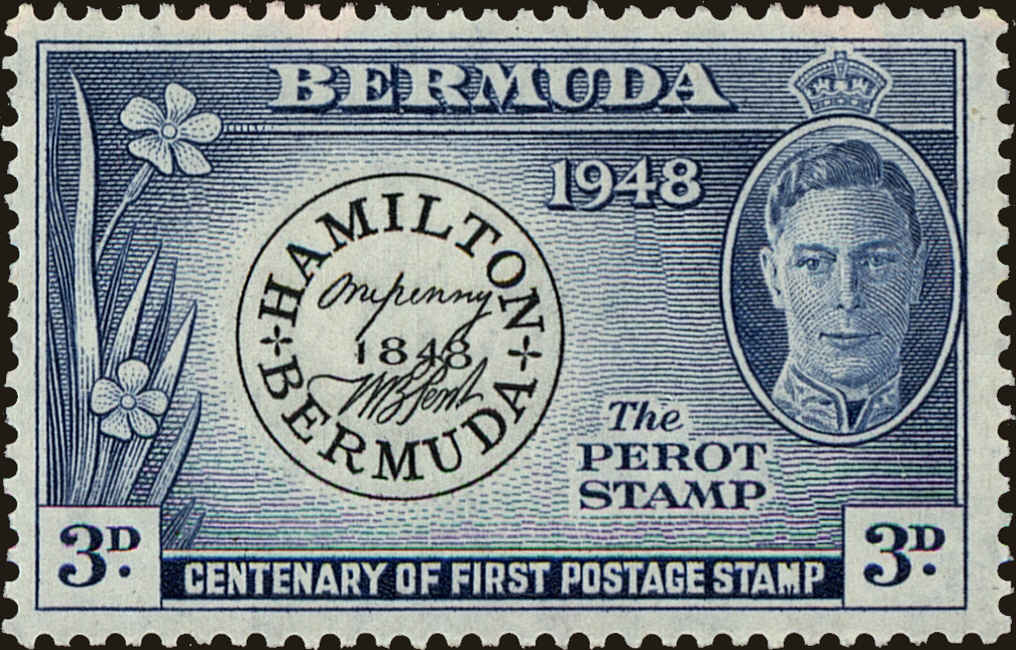 BERMUDA
1948
HAMILTON
BERMUDA
One penny
1848
The
PEROT
STAMP
3D.
CENTENARY OF FIRST POSTAGE STAMP
3D.